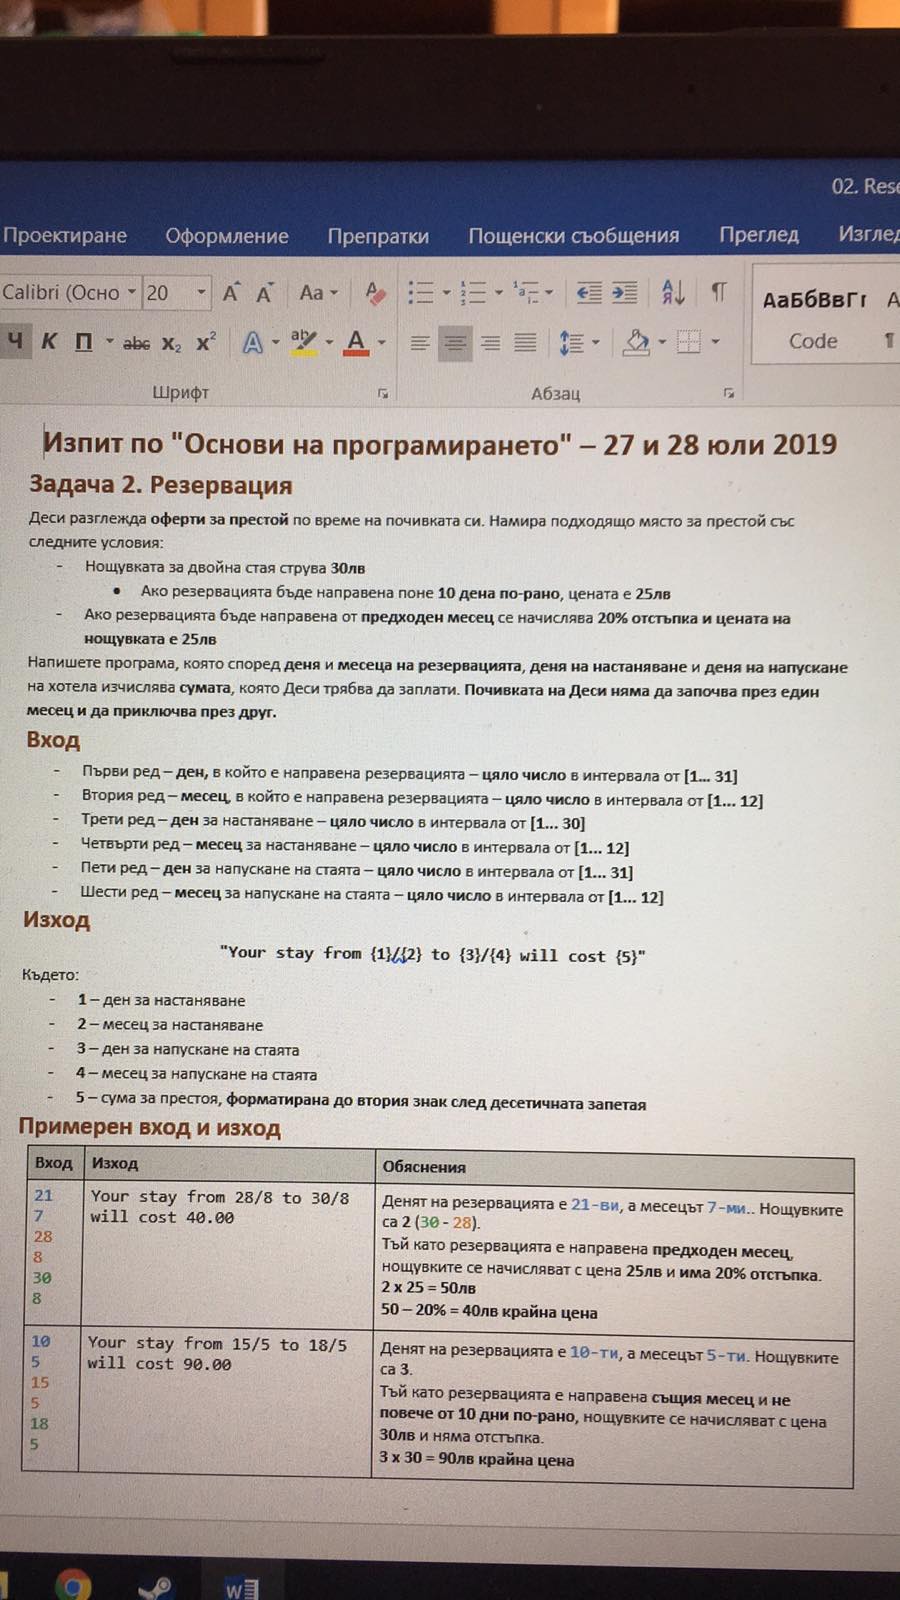 02. Rese
Проектиране Оформление Препратки Пощенски съобщения Преглед Изглед
Calibri (Осно 20 Aa АаБбВвГг
Ч К П abc x₂ x² A ab A Code
Шрифт Абзац
Изпит по "Основи на програмирането" – 27 и 28 юли 2019
Задача 2. Резервация
Деси разглежда оферти за престой по време на почивката си. Намира подходящо място за престой със
следните условия:
- Нощувката за двойна стая струва 30лв
• Ако резервацията бъде направена поне 10 дена по-рано, цената е 25лв
- Ако резервацията бъде направена от предходен месец се начислява 20% отстъпка и цената на
нощувката е 25лв
Напишете програма, която според деня и месеца на резервацията, деня на настаняване и деня на напускане
на хотела изчислява сумата, която Деси трябва да заплати. Почивката на Деси няма да започва през един
месец и да приключва през друг.
Вход
- Първи ред – ден, в който е направена резервацията – цяло число в интервала от [1... 31]
- Втория ред – месец, в който е направена резервацията – цяло число в интервала от [1... 12]
- Трети ред – ден за настаняване – цяло число в интервала от [1... 30]
- Четвърти ред – месец за настаняване – цяло число в интервала от [1... 12]
- Пети ред – ден за напускане на стаята – цяло число в интервала от [1... 31]
- Шести ред – месец за напускане на стаята – цяло число в интервала от [1... 12]
Изход
"Your stay from {1}/{2} to {3}/{4} will cost {5}"
Където:
- 1 – ден за настаняване
- 2 – месец за настаняване
- 3 – ден за напускане на стаята
- 4 – месец за напускане на стаята
- 5 – сума за престоя, форматирана до втория знак след десетичната запетая
Примерен вход и изход
Вход Изход Обяснения
21
7
28
8
30
8
Your stay from 28/8 to 30/8
will cost 40.00
Денят на резервацията е 21-ви, а месецът 7-ми.. Нощувките
са 2 (30 - 28).
Тъй като резервацията е направена предходен месец,
нощувките се начисляват с цена 25лв и има 20% отстъпка.
2 x 25 = 50лв
50 – 20% = 40лв крайна цена
10
5
15
5
18
5
Your stay from 15/5 to 18/5
will cost 90.00
Денят на резервацията е 10-ти, а месецът 5-ти. Нощувките
са 3.
Тъй като резервацията е направена същия месец и не
повече от 10 дни по-рано, нощувките се начисляват с цена
30лв и няма отстъпка.
3 x 30 = 90лв крайна цена